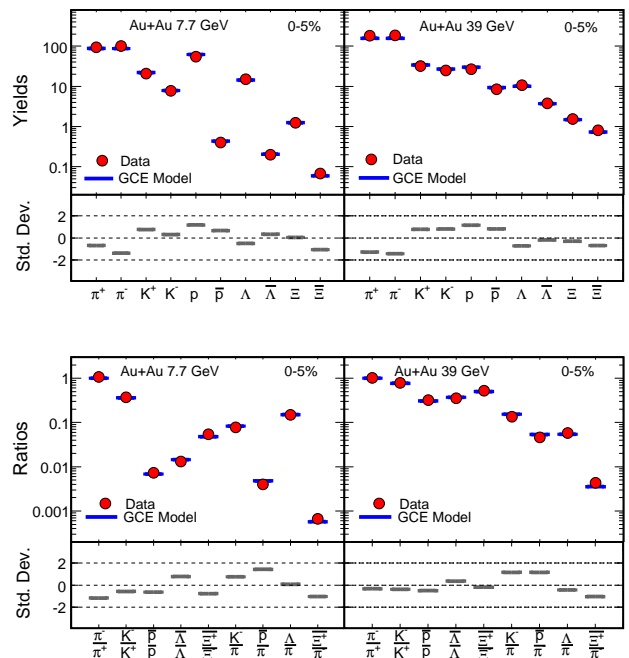 Au+Au 7.7 GeV 0-5% Au+Au 39 GeV 0-5%
Yields
100
10
1
0.1
Data Data
GCE Model GCE Model
Std. Dev.
2
0
-2
π⁺ π⁻ K⁺ K⁻ p p̅ Λ Λ̅ Ξ Ξ̅ π⁺ π⁻ K⁺ K⁻ p p̅ Λ Λ̅ Ξ Ξ̅
Au+Au 7.7 GeV 0-5% Au+Au 39 GeV 0-5%
Ratios
1
0.1
0.01
0.001
Data Data
GCE Model GCE Model
Std. Dev.
2
0
-2
π⁻ K⁻ p̅ Λ̅ Ξ̅⁺ K⁻ p̅ Λ Ξ̅⁺ π⁻ K⁻ p̅ Λ̅ Ξ̅⁺ K⁻ p̅ Λ Ξ̅⁺
π⁺ K⁺ p Λ Ξ⁻ π⁻ π⁻ π⁻ π⁻ π⁺ K⁺ p Λ Ξ⁻ π⁻ π⁻ π⁻ π⁻